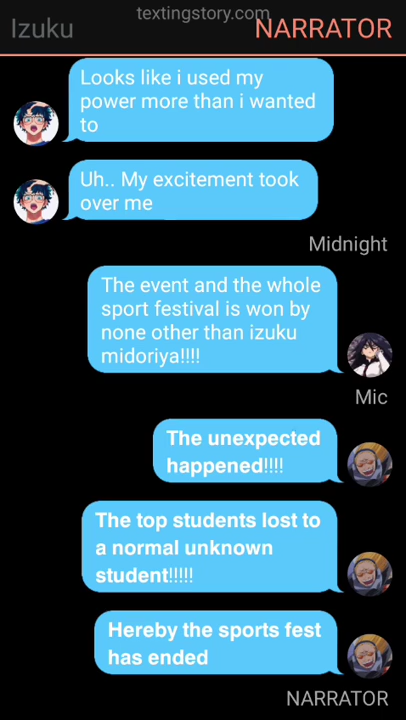 textingstory.com
Izuku
NARRATOR
Looks like i used my
power more than i wanted
to
Uh.. My excitement took
over me
Midnight
The event and the whole
sport festival is won by
none other than izuku
midoriya!!!!
Mic
The unexpected
happened!!!!
The top students lost to
a normal unknown
student!!!!!
Hereby the sports fest
has ended
NARRATOR